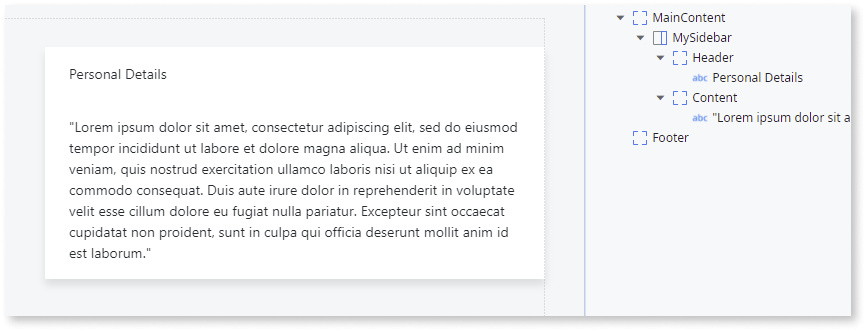 Personal Details
"Lorem ipsum dolor sit amet, consectetur adipiscing elit, sed do eiusmod
tempor incididunt ut labore et dolore magna aliqua. Ut enim ad minim
veniam, quis nostrud exercitation ullamco laboris nisi ut aliquip ex ea
commodo consequat. Duis aute irure dolor in reprehenderit in voluptate
velit esse cillum dolore eu fugiat nulla pariatur. Excepteur sint occaecat
cupidatat non proident, sunt in culpa qui officia deserunt mollit anim id
est laborum."
MainContent
MySidebar
Header
abc Personal Details
Content
abc "Lorem ipsum dolor sit a
Footer